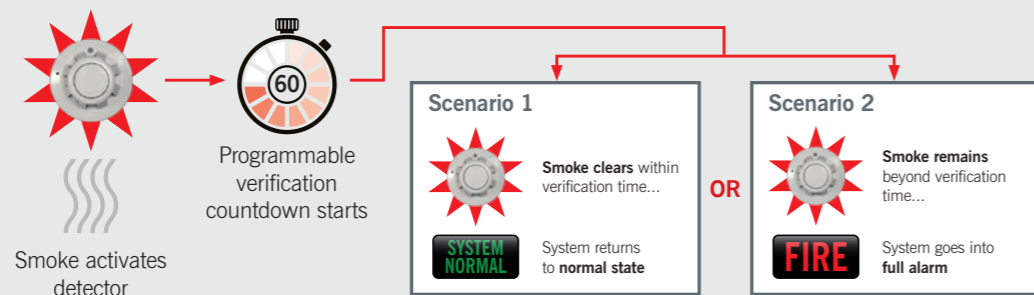 Smoke activates
detector
60
Programmable
verification
countdown starts
Scenario 1
Smoke clears within
verification time...
SYSTEM
NORMAL
System returns
to normal state
OR
Scenario 2
Smoke remains
beyond verification
time...
FIRE
System goes into
full alarm